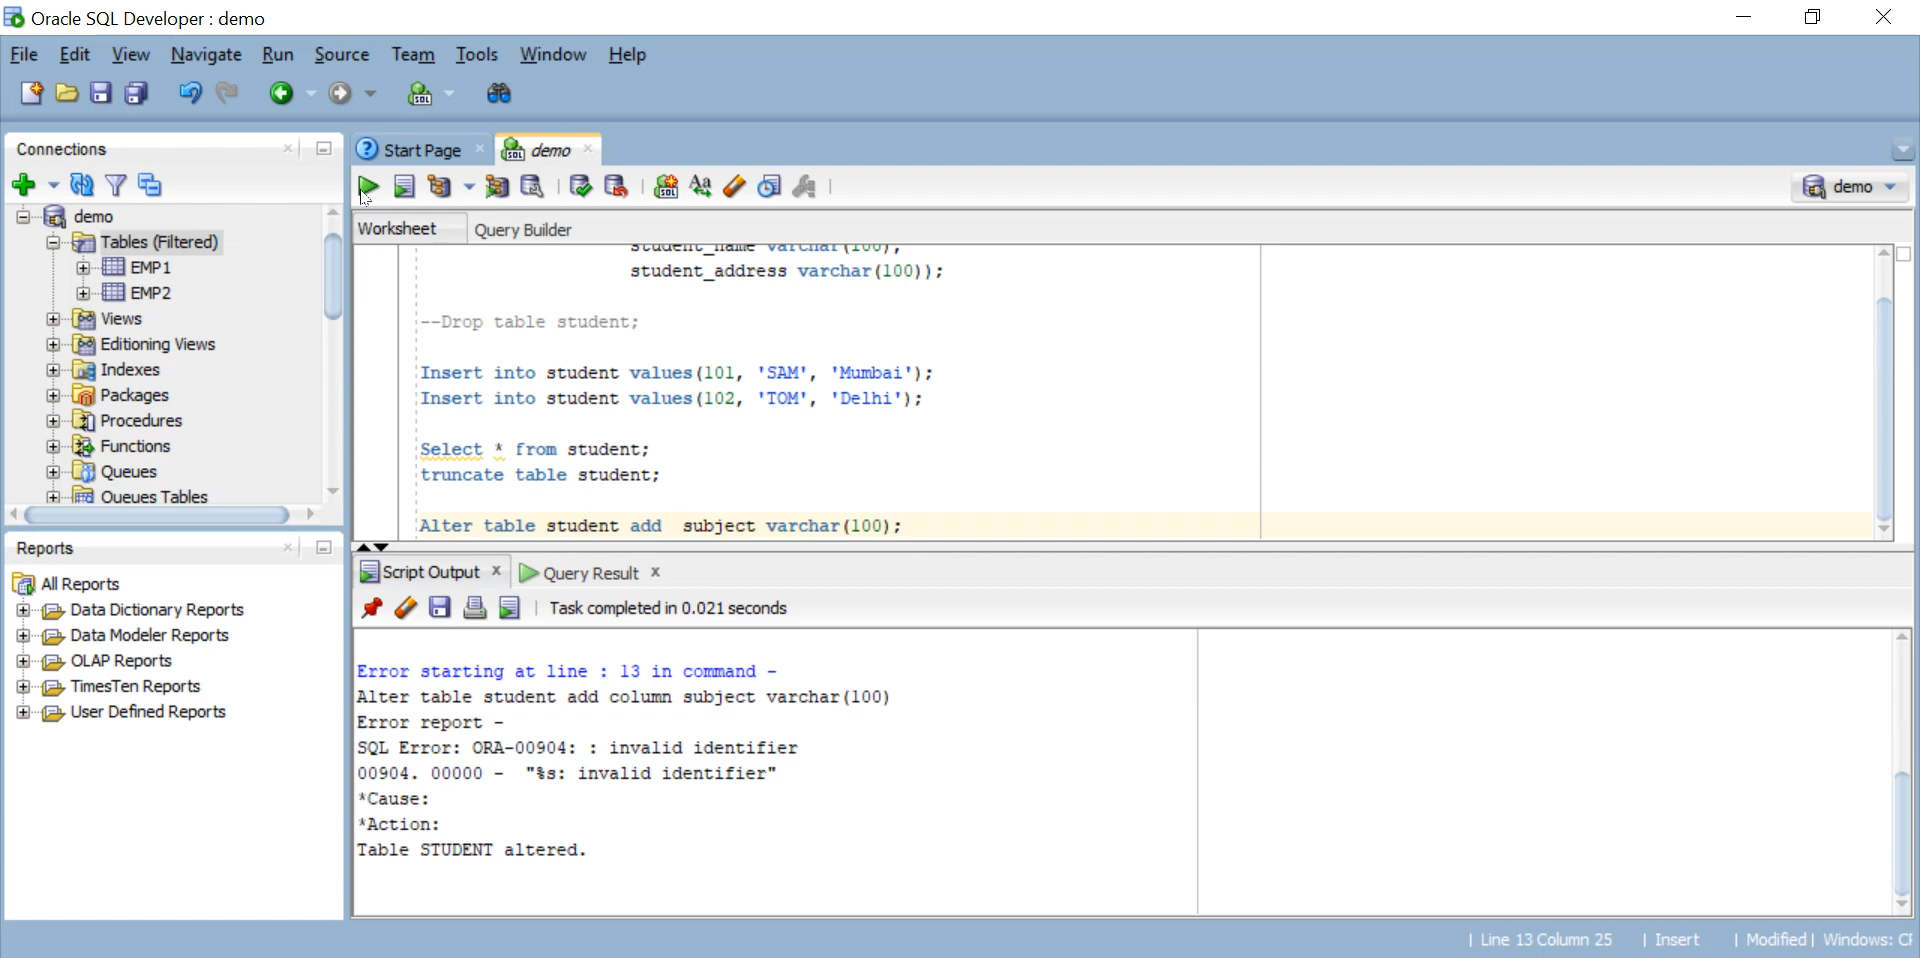 Oracle SQL Developer : demo
File Edit View Navigate Run Source Team Tools Window Help
Connections
Start Page
demo
demo
Worksheet
Query Builder
demo
Tables (Filtered)
EMP1
EMP2
Views
Editioning Views
Indexes
Packages
Procedures
Functions
Queues
Queues Tables
student_name varchar(100),
student_address varchar(100));
--Drop table student;
Insert into student values(101, 'SAM', 'Mumbai');
Insert into student values(102, 'TOM', 'Delhi');
Select * from student;
truncate table student;
Alter table student add  subject varchar(100);
Reports
All Reports
Data Dictionary Reports
Data Modeler Reports
OLAP Reports
TimesTen Reports
User Defined Reports
Script Output
Query Result
Task completed in 0.021 seconds
Error starting at line : 13 in command -
Alter table student add column subject varchar(100)
Error report -
SQL Error: ORA-00904: : invalid identifier
00904. 00000 -  "%s: invalid identifier"
*Cause:
*Action:
Table STUDENT altered.
| Line 13 Column 25 | Insert | Modified | Windows: CF